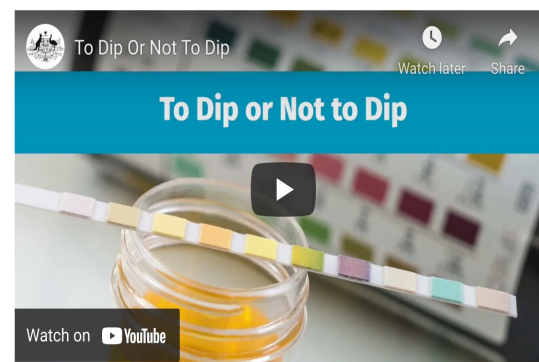 To Dip Or Not To Dip
Watch later
Share
To Dip or Not to Dip
Watch on YouTube